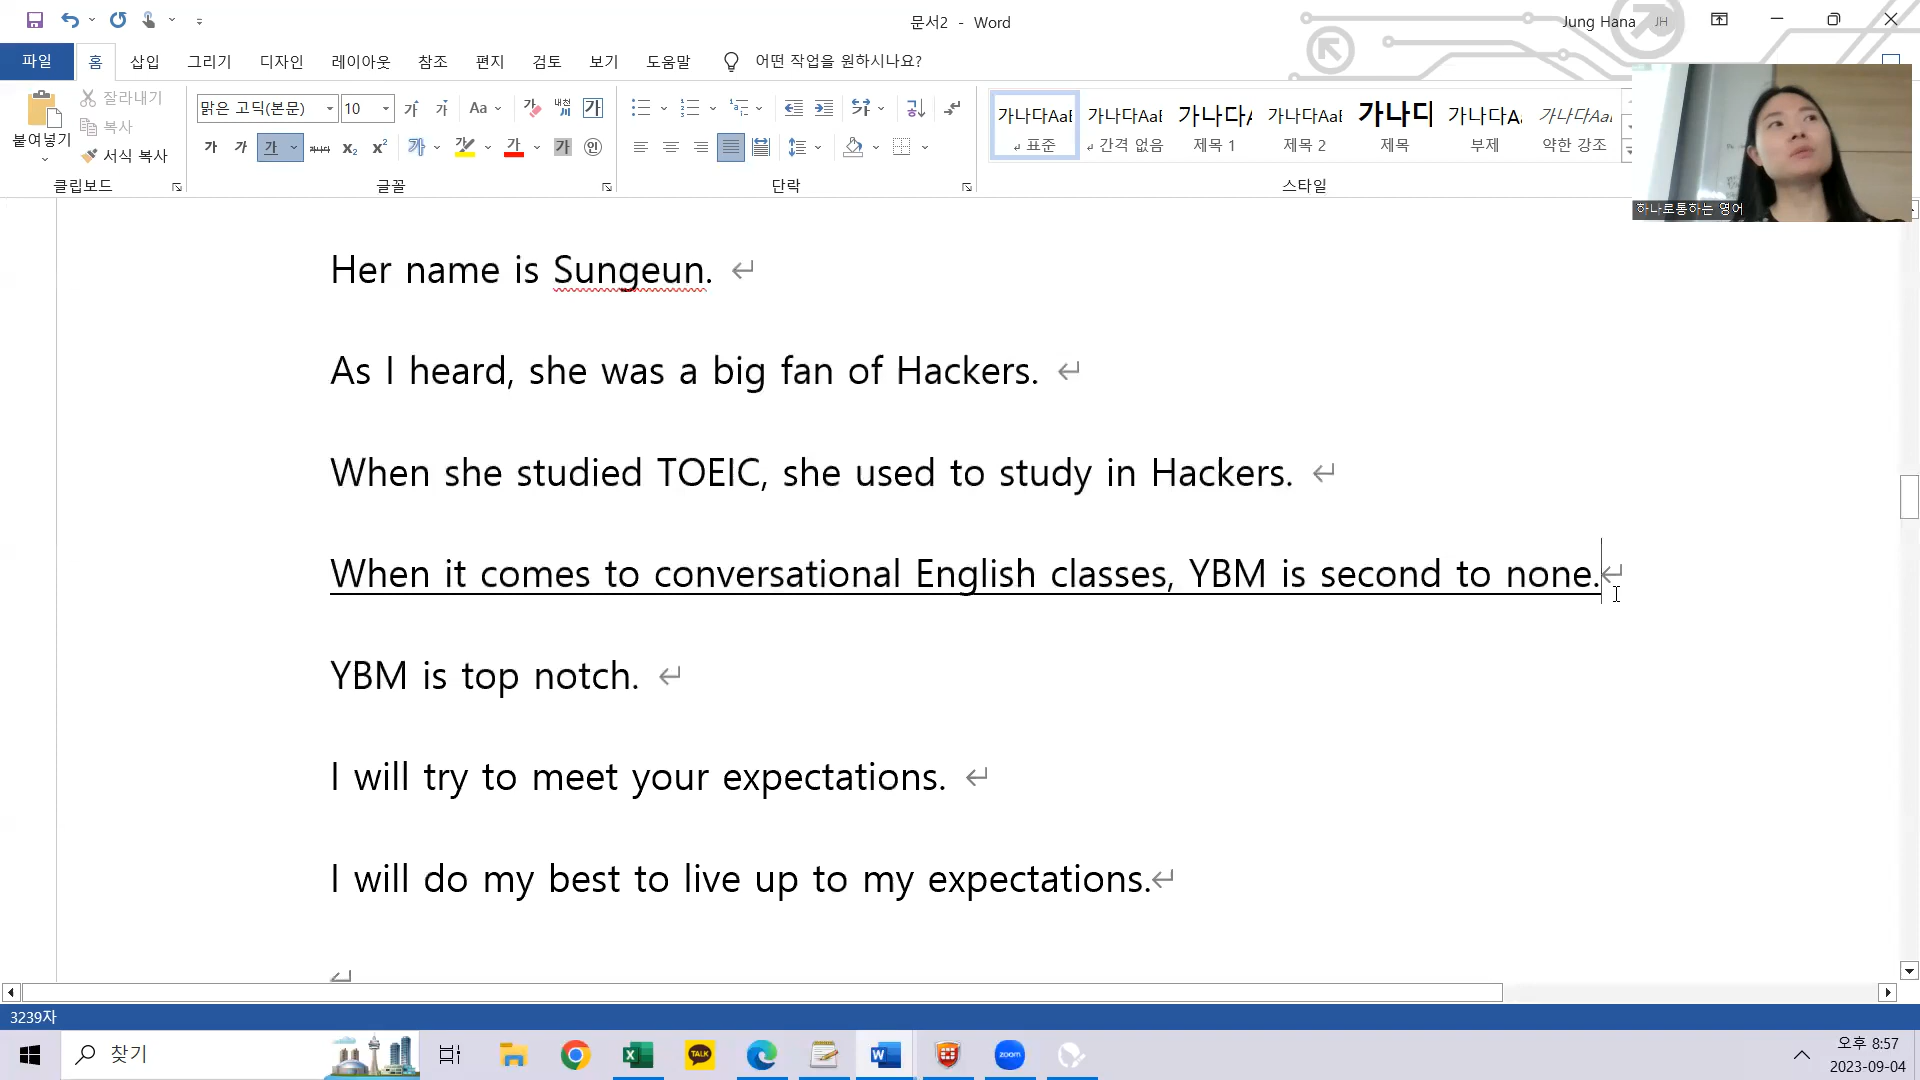 문서2 - Word
Jung Hana JH
파일 홈 삽입 그리기 디자인 레이아웃 참조 편지 검토 보기 도움말 어떤 작업을 원하시나요?
붙여넣기
잘라내기
복사
서식 복사
클립보드
맑은 고딕(본문) 10
글꼴
단락
가나다AaB 가나다AaB 가나다A 가나다AaB 가나다 가나다Aa 가나다Aa
표준 간격 없음 제목 1 제목 2 제목 부제 약한 강조
스타일
하나로통하는 영어
Her name is Sungeun.
As I heard, she was a big fan of Hackers.
When she studied TOEIC, she used to study in Hackers.
When it comes to conversational English classes, YBM is second to none.
YBM is top notch.
I will try to meet your expectations.
I will do my best to live up to my expectations.
3239자
찾기
TALK
zoom
오후 8:57
2023-09-04